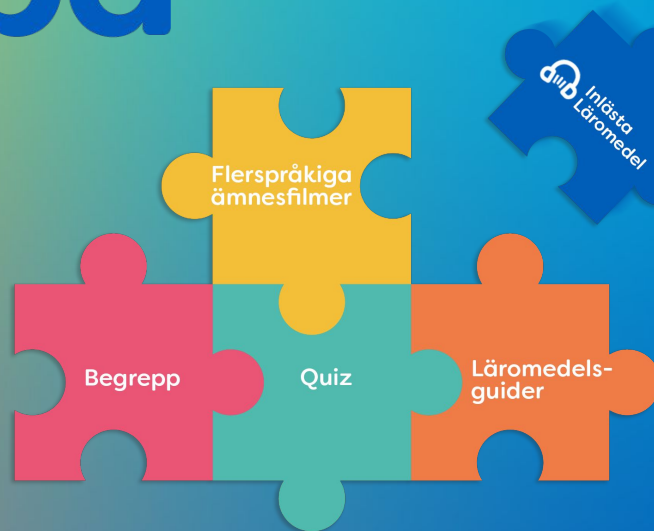 Inlästa
Läromedel
Flerspråkiga
ämnesfilmer
Begrepp
Quiz
Läromedels-
guider